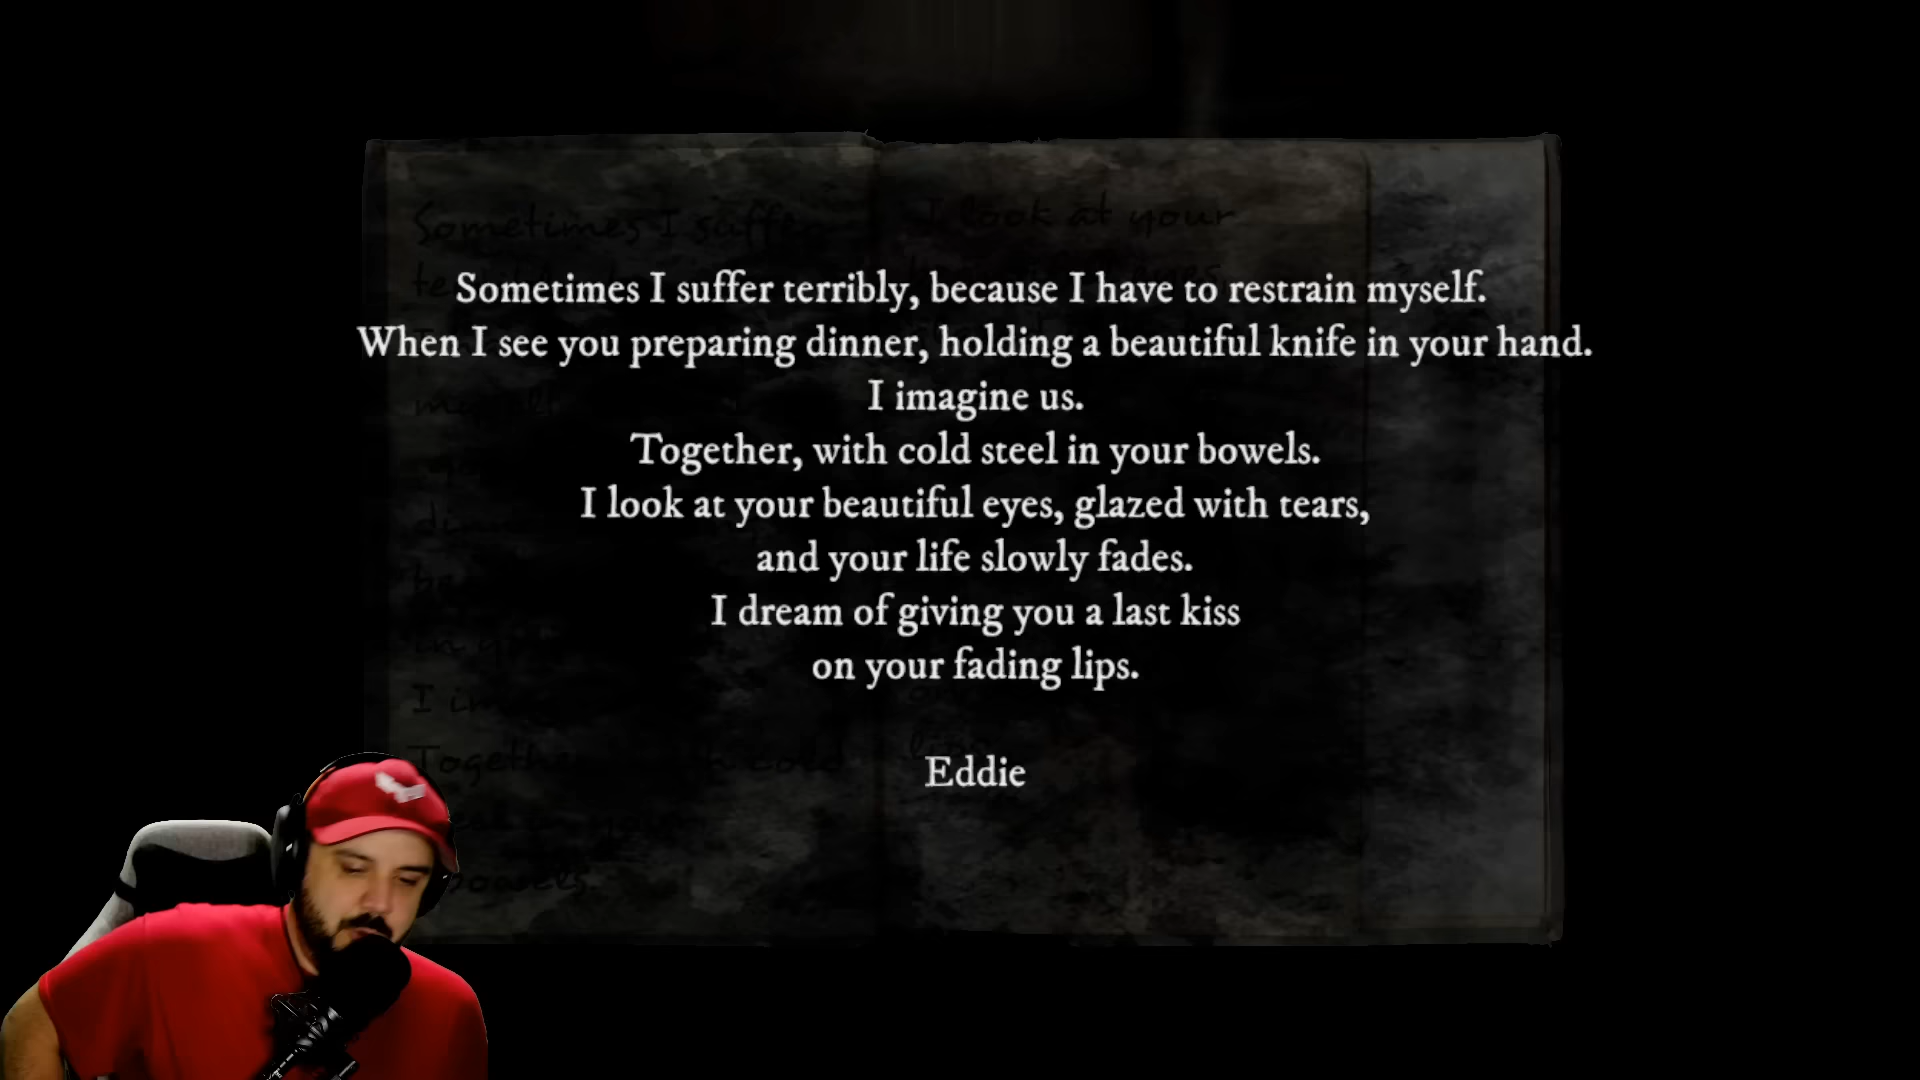 Sometimes I suffer terribly, because I have to restrain myself.
When I see you preparing dinner, holding a beautiful knife in your hand.
I imagine us.
Together, with cold steel in your bowels.
I look at your beautiful eyes, glazed with tears,
and your life slowly fades.
I dream of giving you a last kiss
on your fading lips.
Eddie